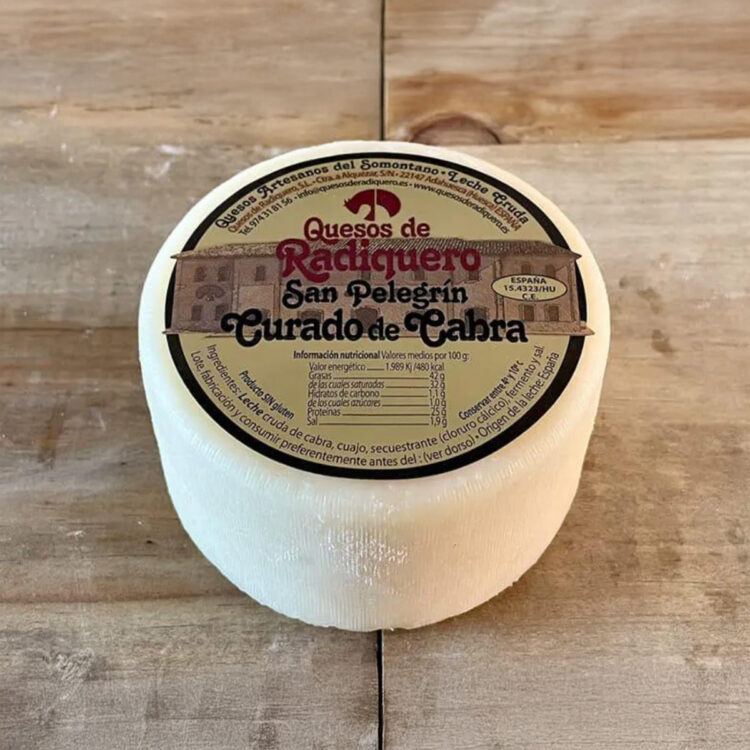 Quesos Artesanos del Somontano • Leche Cruda
Quesos de Radiquero, S.L. - Ctra. a Alquézar, S/N • 22147 Adahuesca (Huesca) ESPAÑA
Tel. 974 31 81 56 • info@quesosderadiquero.es • www.quesosderadiquero.es
Quesos de
Radiquero
San Pelegrín
Curado de Cabra
ESPAÑA
15.4323/HU
C.E.
Información nutricional Valores medios por 100 g:
Valor energético 1.989 Kj /480 kcal
Grasas 42 g
de las cuales saturadas 32 g
Hidratos de carbono 1,1 g
de los cuales azúcares 1,0 g
Proteínas 25 g
Sal 1,9 g
Producto SIN gluten
Conservar entre 4º y 10º C
Ingredientes: Leche cruda de cabra, cuajo, secuestrante (cloruro cálcico), fermento y sal.
Lote, fabricación y consumir preferentemente antes del : (ver dorso) • Origen de la leche: España